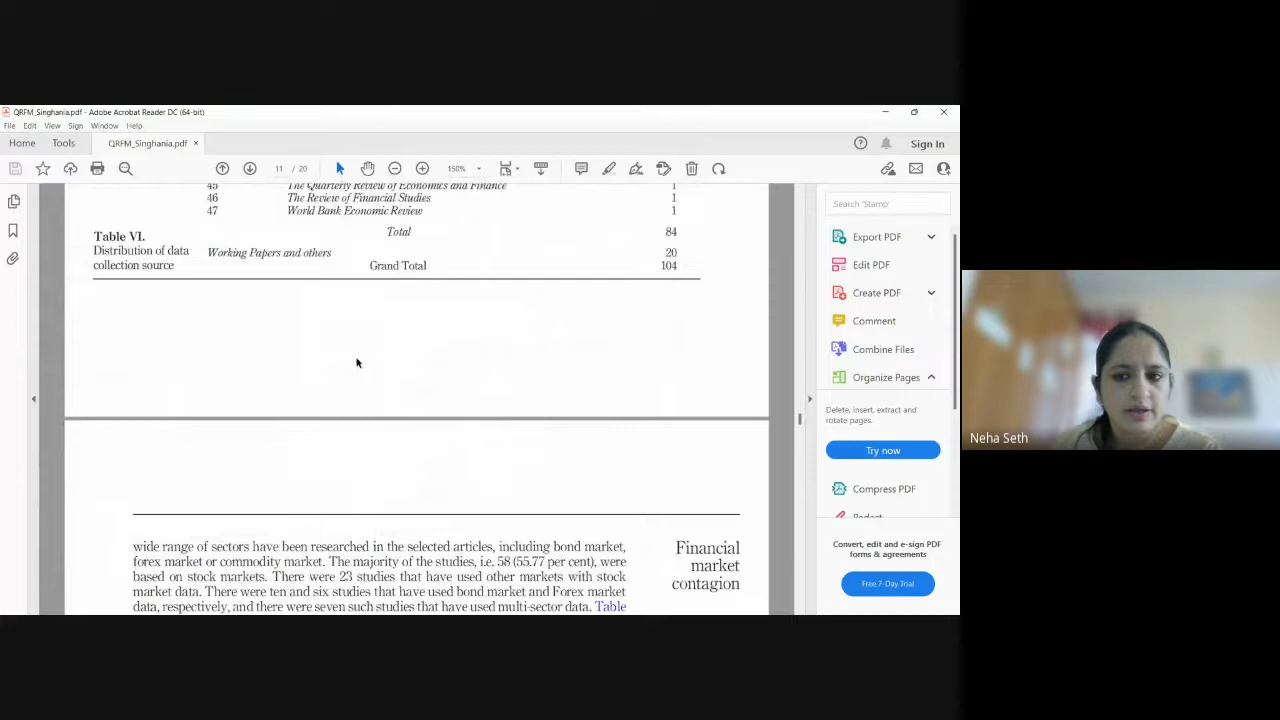 QRFM_Singhania.pdf - Adobe Acrobat Reader DC (64-bit)
File Edit View Sign Window Help
Home Tools QRFM_Singhania.pdf × Sign In
11 / 20 150%
45 The Quarterly Review of Economics and Finance 1
46 The Review of Financial Studies 1
47 World Bank Economic Review 1
Total 84
Table VI.
Distribution of data
collection source
Working Papers and others 20
Grand Total 104
wide range of sectors have been researched in the selected articles, including bond market,
forex market or commodity market. The majority of the studies, i.e. 58 (55.77 per cent), were
based on stock markets. There were 23 studies that have used other markets with stock
market data. There were ten and six studies that have used bond market and Forex market
data, respectively, and there were seven such studies that have used multi-sector data. Table
Financial
market
contagion
Search 'Stamp'
Export PDF
Edit PDF
Create PDF
Comment
Combine Files
Organize Pages
Delete, insert, extract and
rotate pages.
Try now
Compress PDF
Redact
Convert, edit and e-sign PDF
forms & agreements
Free 7-Day Trial
Neha Seth